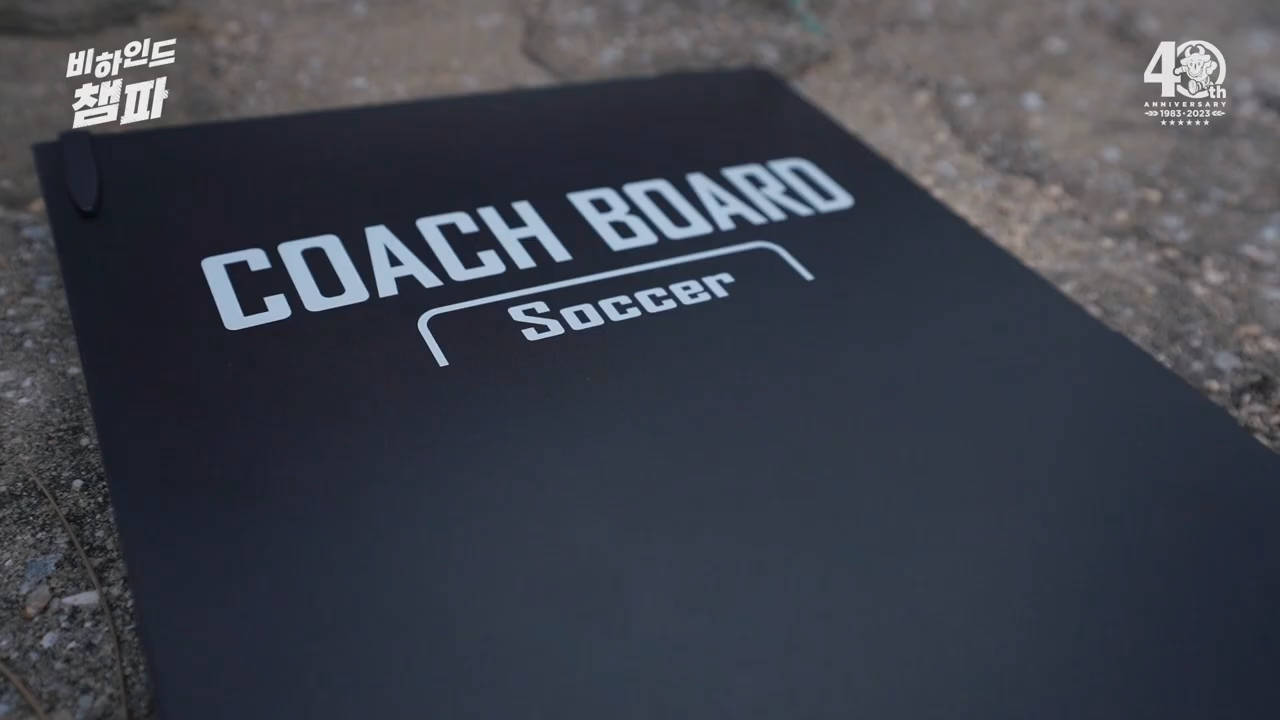 비하인드
챔파
40th
ANNIVERSARY
1983·2023
COACH BOARD
Soccer